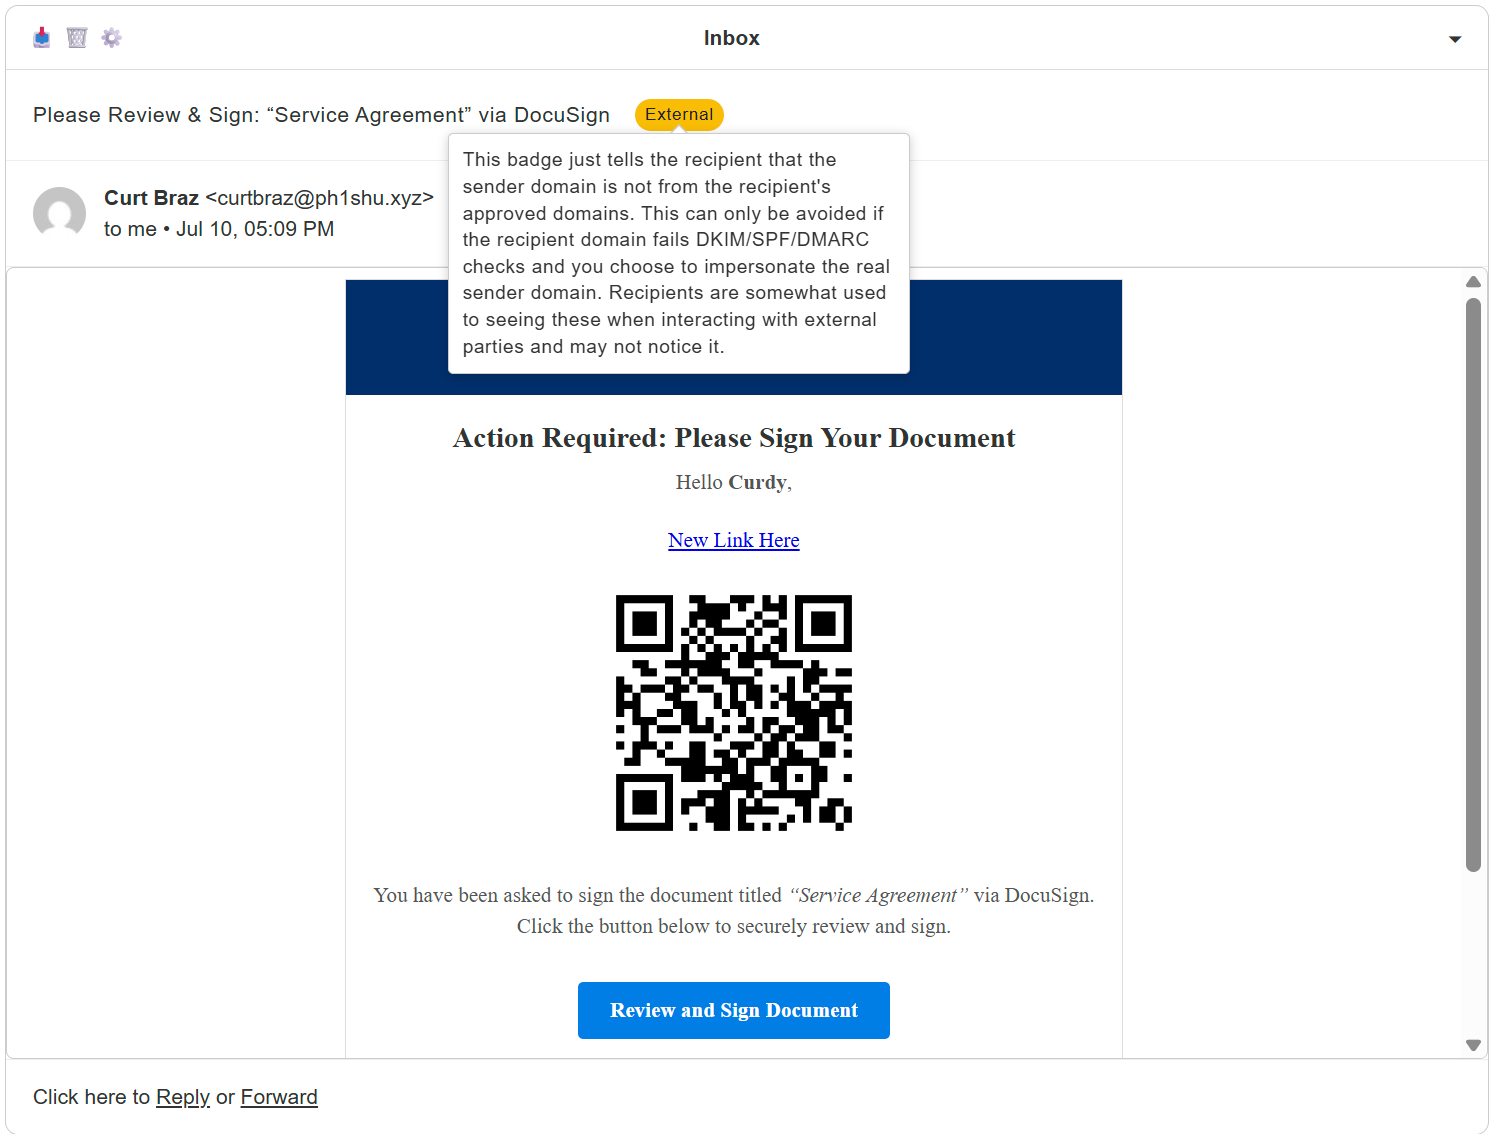 Inbox
Please Review & Sign: “Service Agreement” via DocuSign
External
This badge just tells the recipient that the
sender domain is not from the recipient's
approved domains. This can only be avoided if
the recipient domain fails DKIM/SPF/DMARC
checks and you choose to impersonate the real
sender domain. Recipients are somewhat used
to seeing these when interacting with external
parties and may not notice it.
Curt Braz <curtbraz@ph1shu.xyz>
to me • Jul 10, 05:09 PM
Action Required: Please Sign Your Document
Hello Curdy,
New Link Here
You have been asked to sign the document titled “Service Agreement” via DocuSign.
Click the button below to securely review and sign.
Review and Sign Document
Click here to Reply or Forward